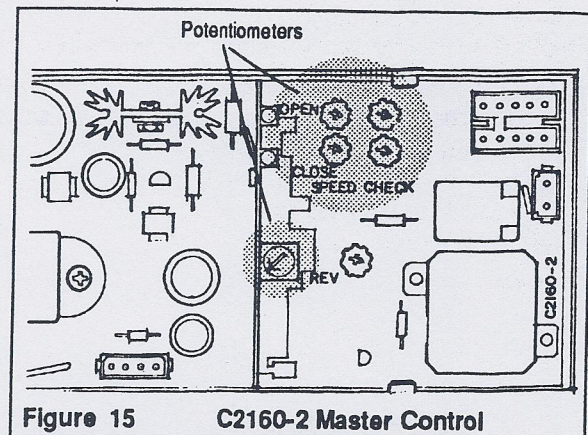 Potentiometers
OPEN
CLOSE
SPEED CHECK
REV
C2160-2
Figure 15 C2160-2 Master Control